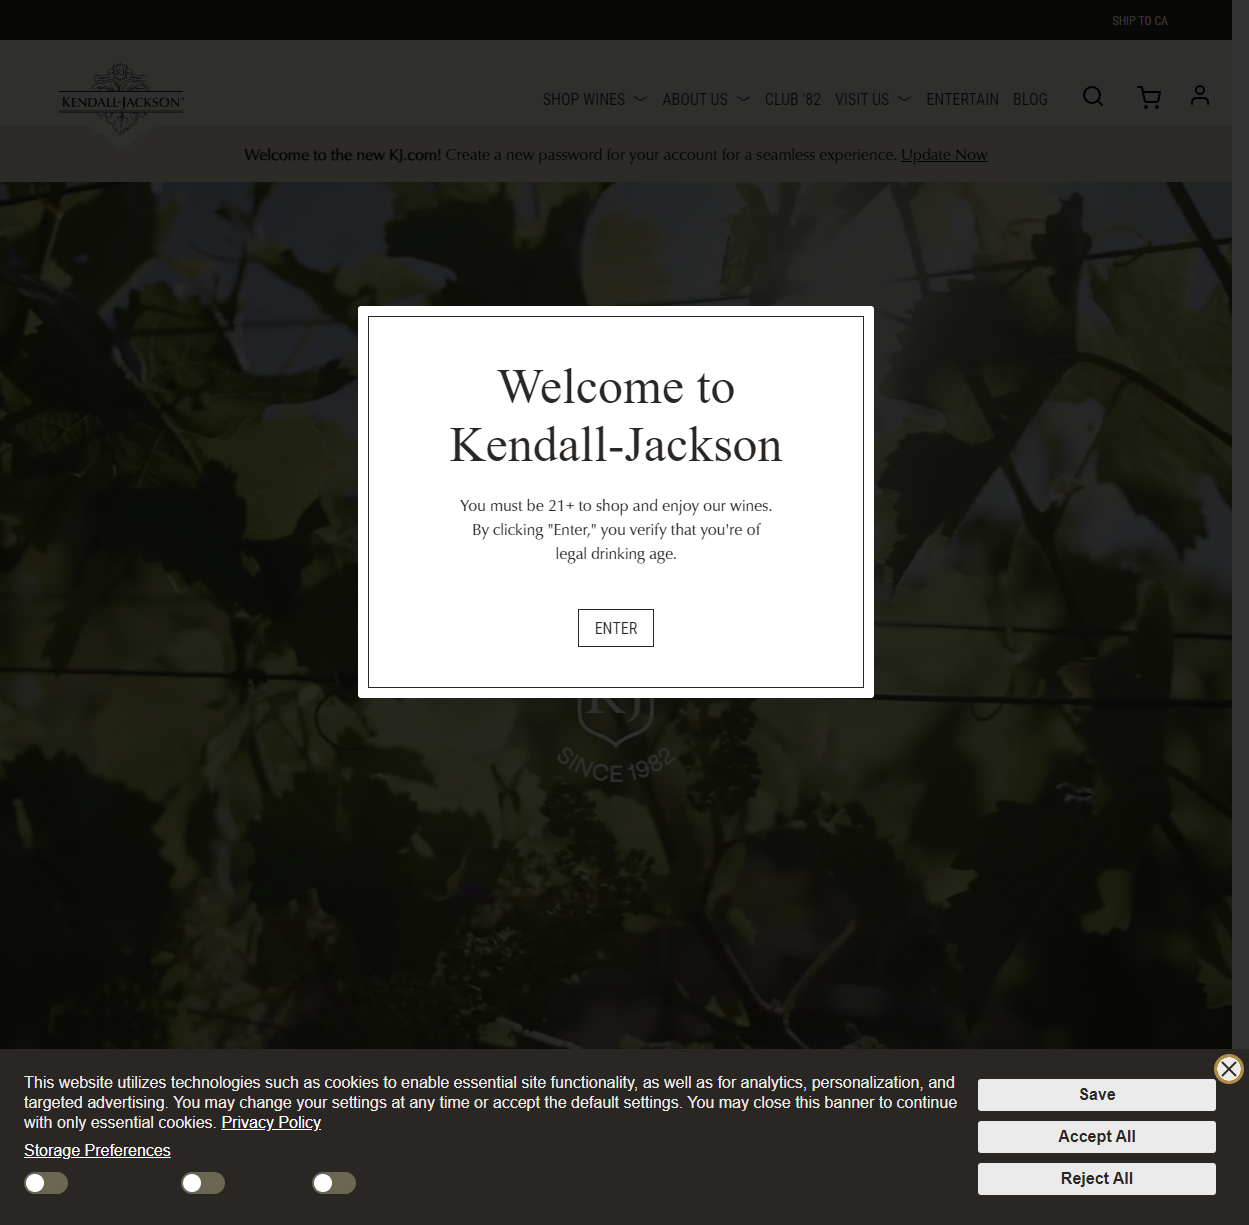 SHIP TO CA
KENDALL-JACKSON
SHOP WINES
ABOUT US
CLUB '82
VISIT US
ENTERTAIN
BLOG
Welcome to the new KJ.com! Create a new password for your account for a seamless experience. Update Now
Welcome to
Kendall-Jackson
You must be 21+ to shop and enjoy our wines.
By clicking "Enter," you verify that you're of
legal drinking age.
ENTER
KJ
SINCE 1982
This website utilizes technologies such as cookies to enable essential site functionality, as well as for analytics, personalization, and
targeted advertising. You may change your settings at any time or accept the default settings. You may close this banner to continue
with only essential cookies. Privacy Policy
Storage Preferences
Save
Accept All
Reject All